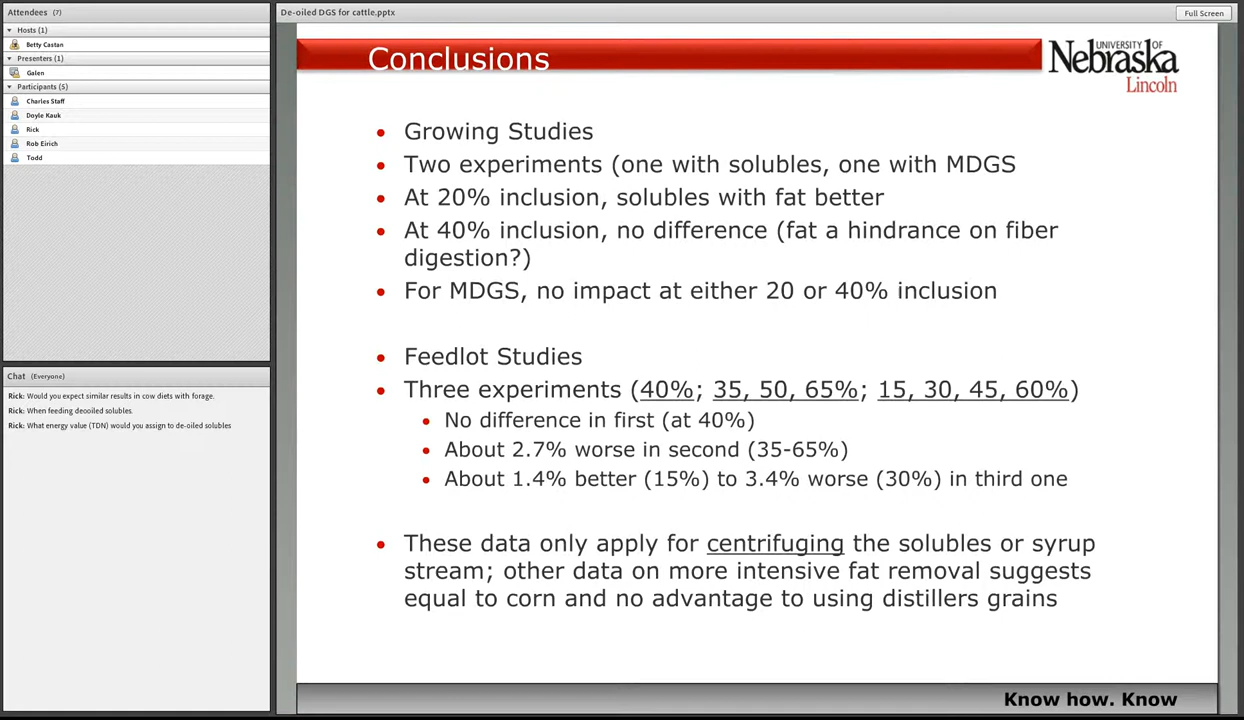 Attendees (7)
Hosts (1)
Betty Castan
Presenters (1)
Galen
Participants (5)
Charles Staff
Doyle Kauk
Rick
Rob Eirich
Todd
Chat (Everyone)
Rick: Would you expect similar results in cow diets with forage.
Rick: When feeding deooiled solubles.
Rick: What energy value (TDN) would you assign to de-oiled solubles
De-oiled DGS for cattle.pptx
Full Screen
Conclusions
UNIVERSITY OF
Nebraska
Lincoln
• Growing Studies
• Two experiments (one with solubles, one with MDGS
• At 20% inclusion, solubles with fat better
• At 40% inclusion, no difference (fat a hindrance on fiber
digestion?)
• For MDGS, no impact at either 20 or 40% inclusion
• Feedlot Studies
• Three experiments (40%; 35, 50, 65%; 15, 30, 45, 60%)
• No difference in first (at 40%)
• About 2.7% worse in second (35-65%)
• About 1.4% better (15%) to 3.4% worse (30%) in third one
• These data only apply for centrifuging the solubles or syrup
stream; other data on more intensive fat removal suggests
equal to corn and no advantage to using distillers grains
Know how. Know